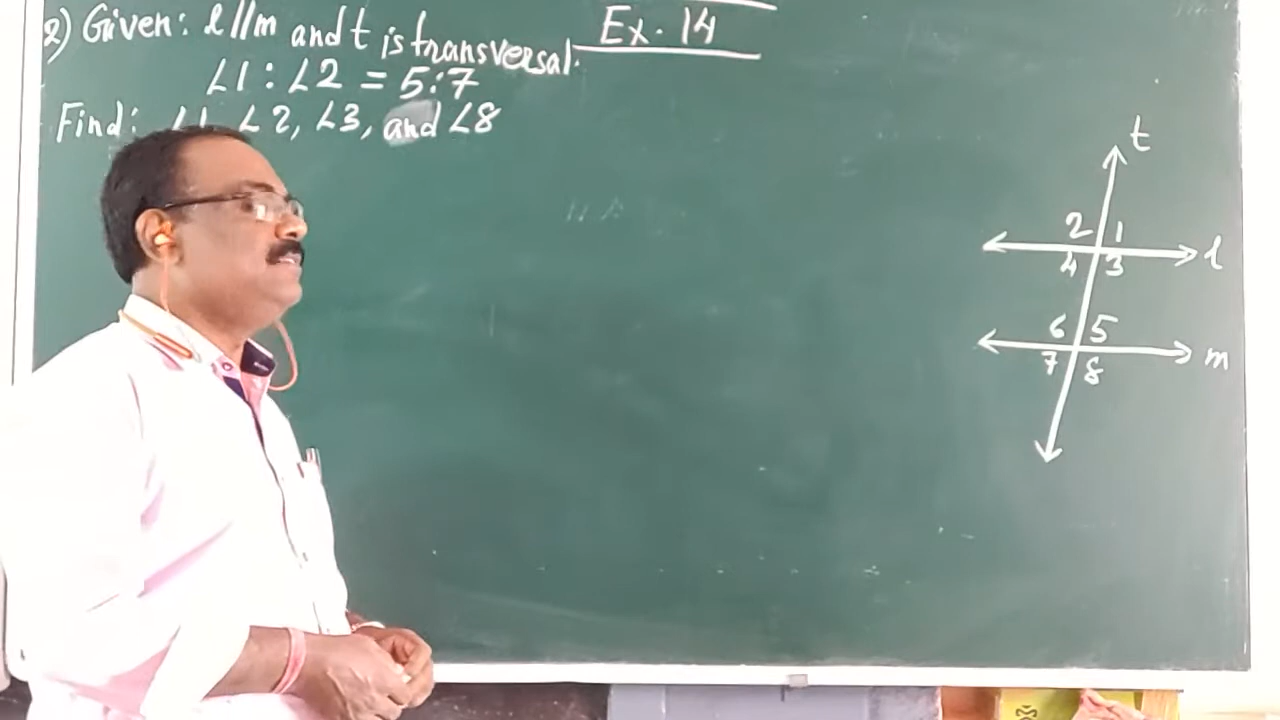 Ex. 14
2) Given: l//m and t is transversal.
∠1 : ∠2 = 5:7
Find: ∠1, ∠2, ∠3, and ∠8
t
2 1
l
4 3
6 5
m
7 8